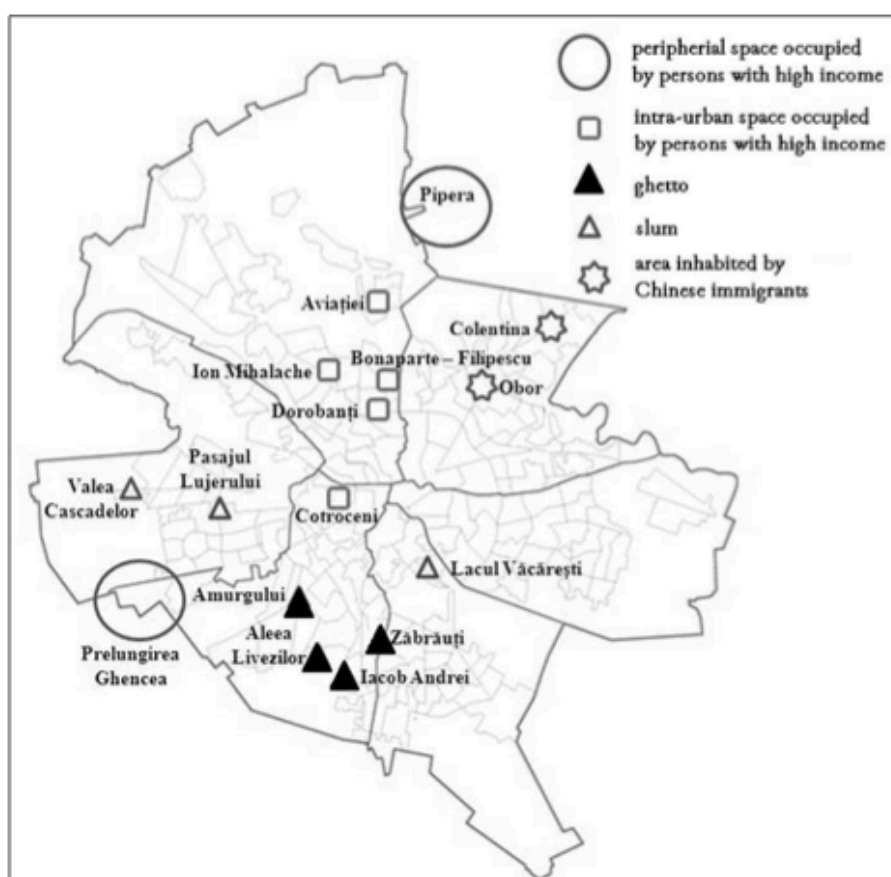 peripherial space occupied
by persons with high income
intra-urban space occupied
by persons with high income
ghetto
slum
area inhabited by
Chinese immigrants
Pipera
Aviației
Colentina
Bonaparte – Filipescu
Ion Mihalache
Obor
Dorobanți
Pasajul
Lujerului
Valea
Cascadelor
Cotroceni
Lacul Văcărești
Amurgului
Aleea
Livezilor
Zăbrăuți
Prelungirea
Ghencea
Iacob Andrei